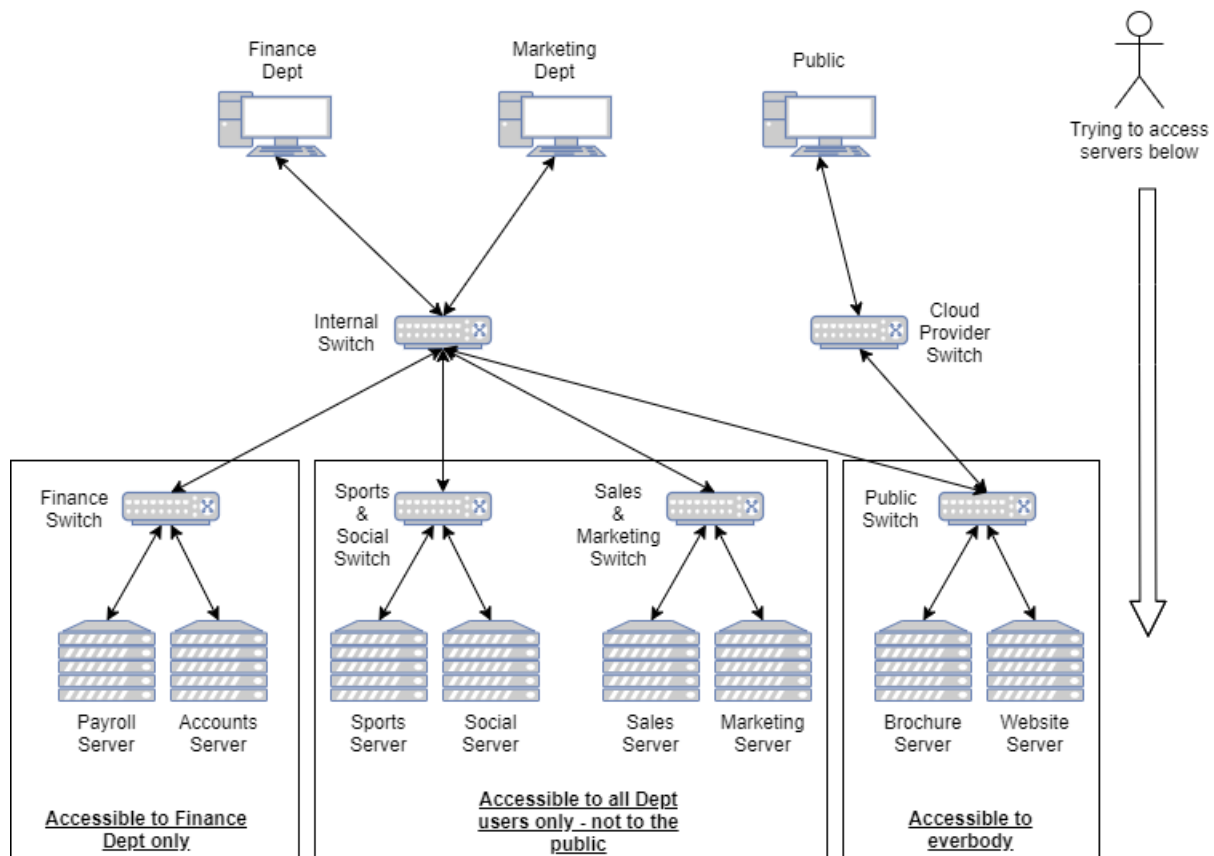 Finance
Dept
Marketing
Dept
Public
Trying to access
servers below
Internal
Switch
Cloud
Provider
Switch
Finance
Switch
Sports
&
Social
Switch
Sales
&
Marketing
Switch
Public
Switch
Payroll
Server
Accounts
Server
Sports
Server
Social
Server
Sales
Server
Marketing
Server
Brochure
Server
Website
Server
Accessible to Finance
Dept only
Accessible to all Dept
users only - not to the
public
Accessible to
everbody